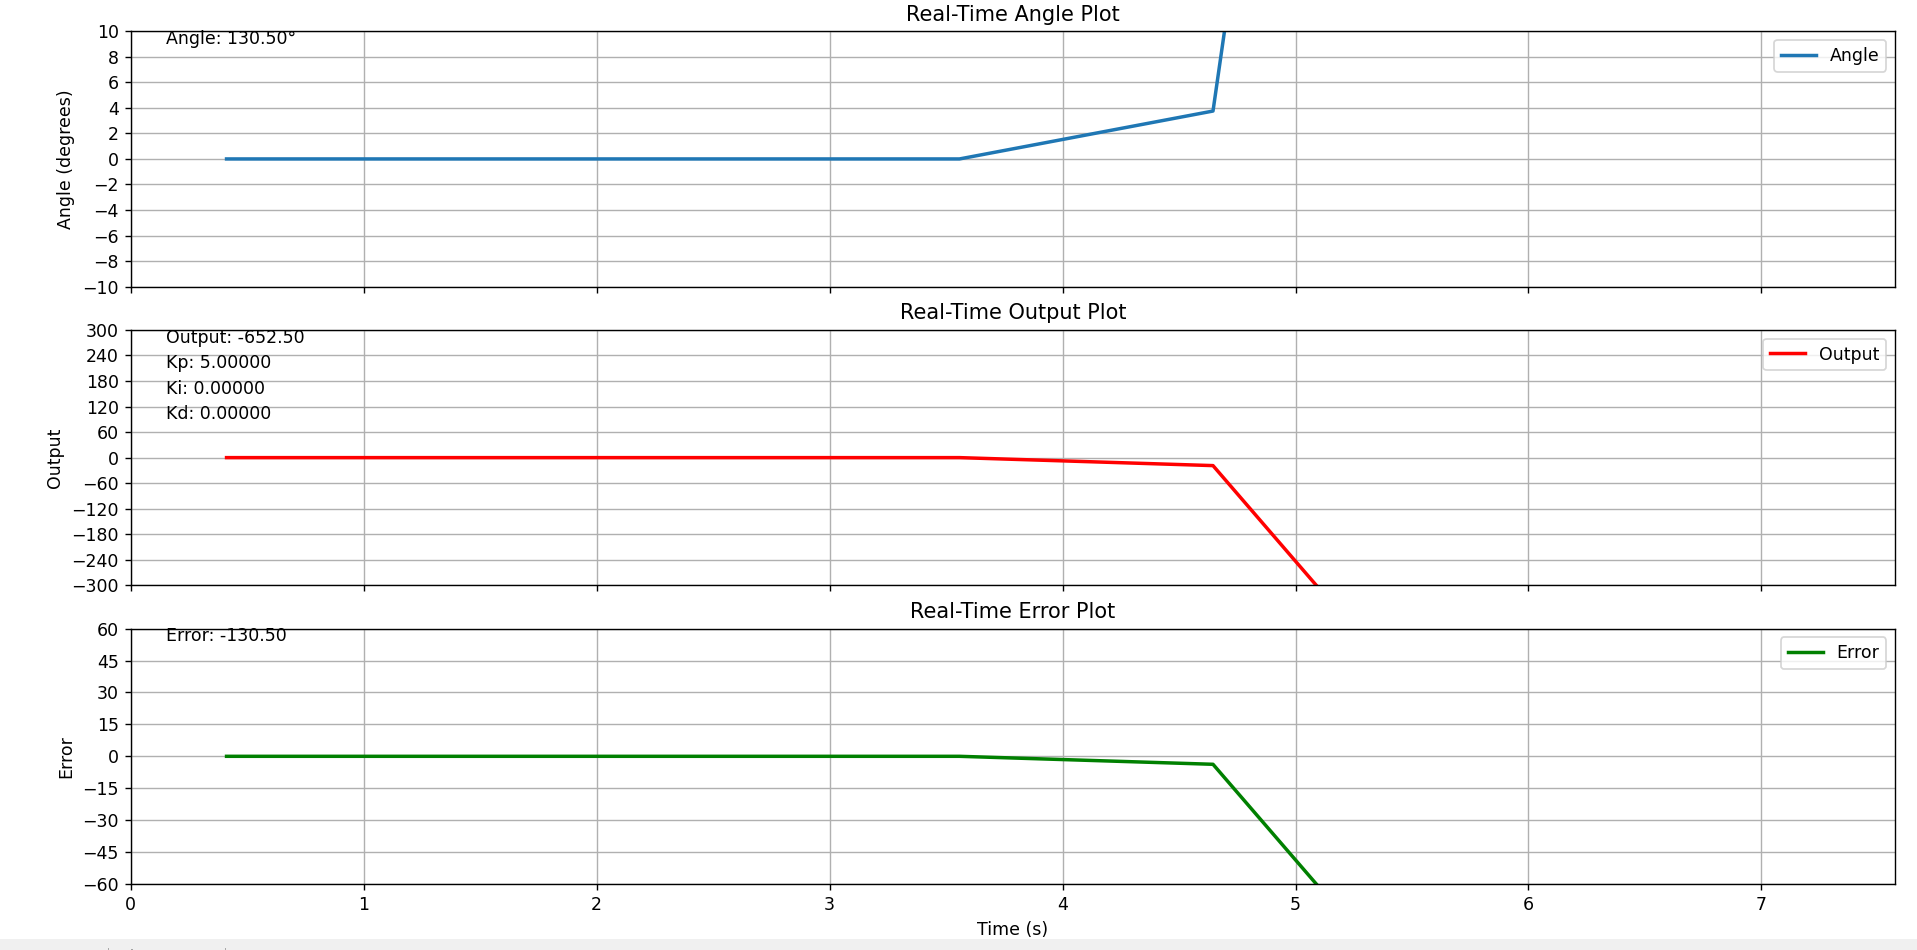 Real-Time Angle Plot
Angle: 130.50°
Angle
10
8
6
4
2
0
−2
−4
−6
−8
−10
Angle (degrees)
Real-Time Output Plot
Output: -652.50
Kp: 5.00000
Ki: 0.00000
Kd: 0.00000
Output
300
240
180
120
60
0
−60
−120
−180
−240
−300
Output
Real-Time Error Plot
Error: -130.50
Error
60
45
30
15
0
−15
−30
−45
−60
Error
0 1 2 3 4 5 6 7
Time (s)